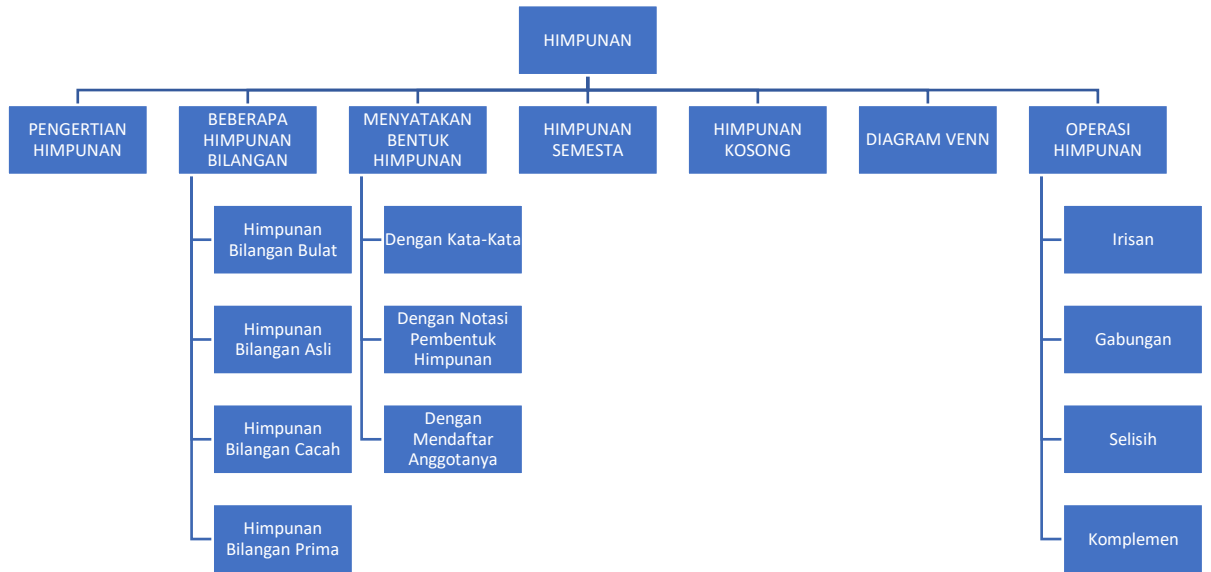 HIMPUNAN
PENGERTIAN
HIMPUNAN
BEBERAPA
HIMPUNAN
BILANGAN
MENYATAKAN
BENTUK
HIMPUNAN
HIMPUNAN
SEMESTA
HIMPUNAN
KOSONG
DIAGRAM VENN
OPERASI
HIMPUNAN
Himpunan
Bilangan Bulat
Himpunan
Bilangan Asli
Himpunan
Bilangan Cacah
Himpunan
Bilangan Prima
Dengan Kata-Kata
Dengan Notasi
Pembentuk
Himpunan
Dengan
Mendaftar
Anggotanya
Irisan
Gabungan
Selisih
Komplemen